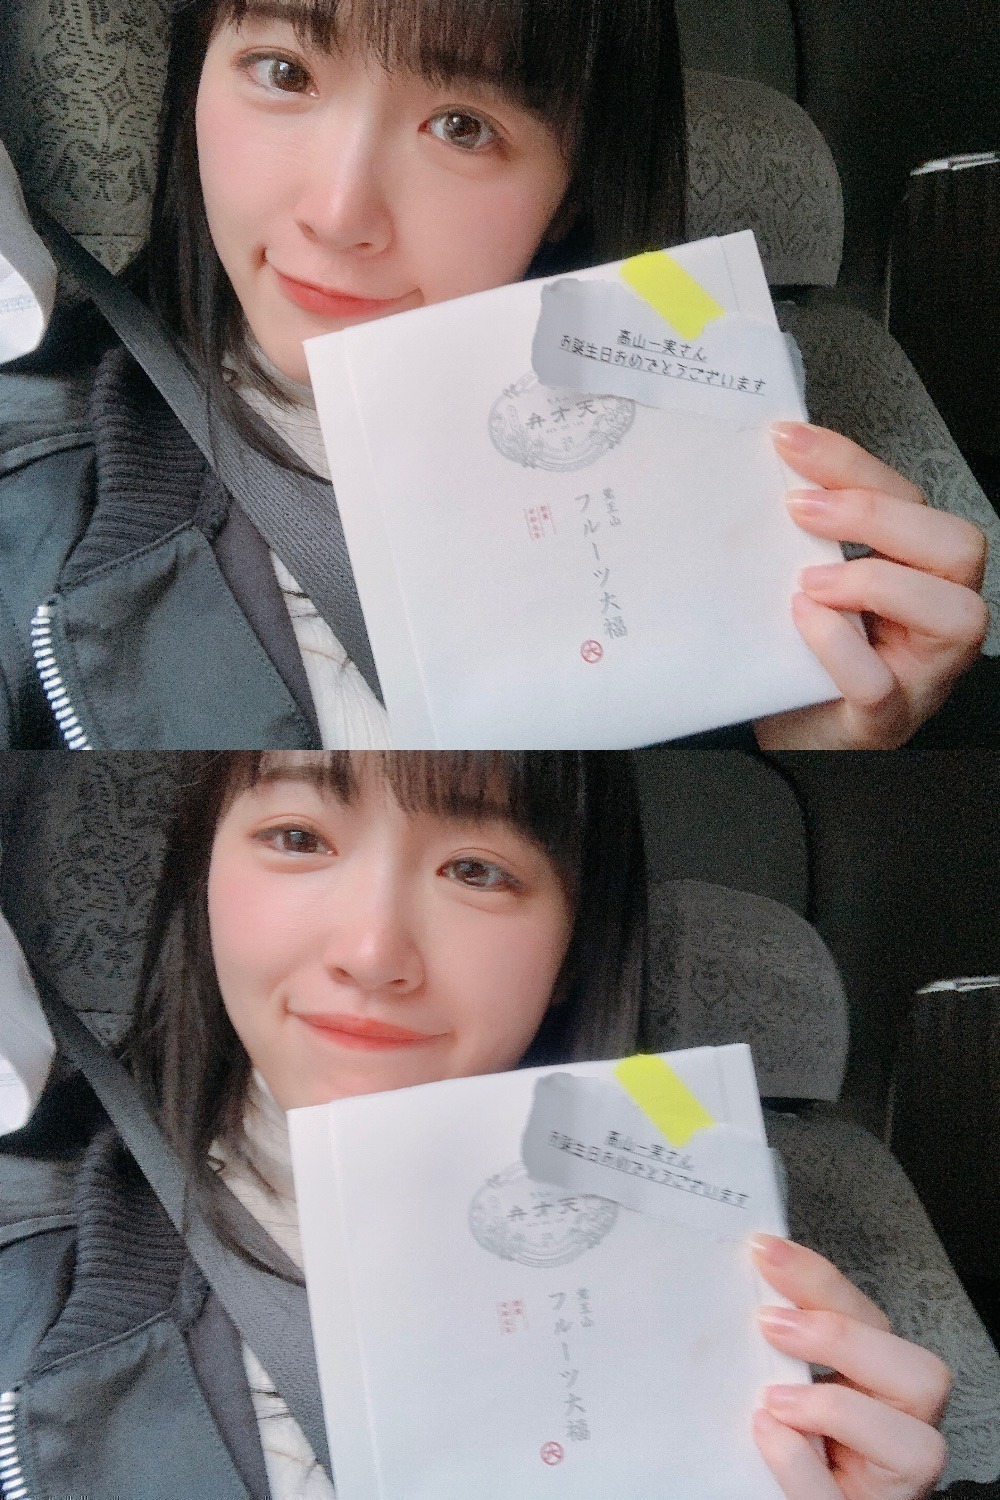 高山一実さん
お誕生日おめでとうございます
弁才天
覚王山
フルーツ大福
高山一実さん
お誕生日おめでとうございます
弁才天
覚王山
フルーツ大福